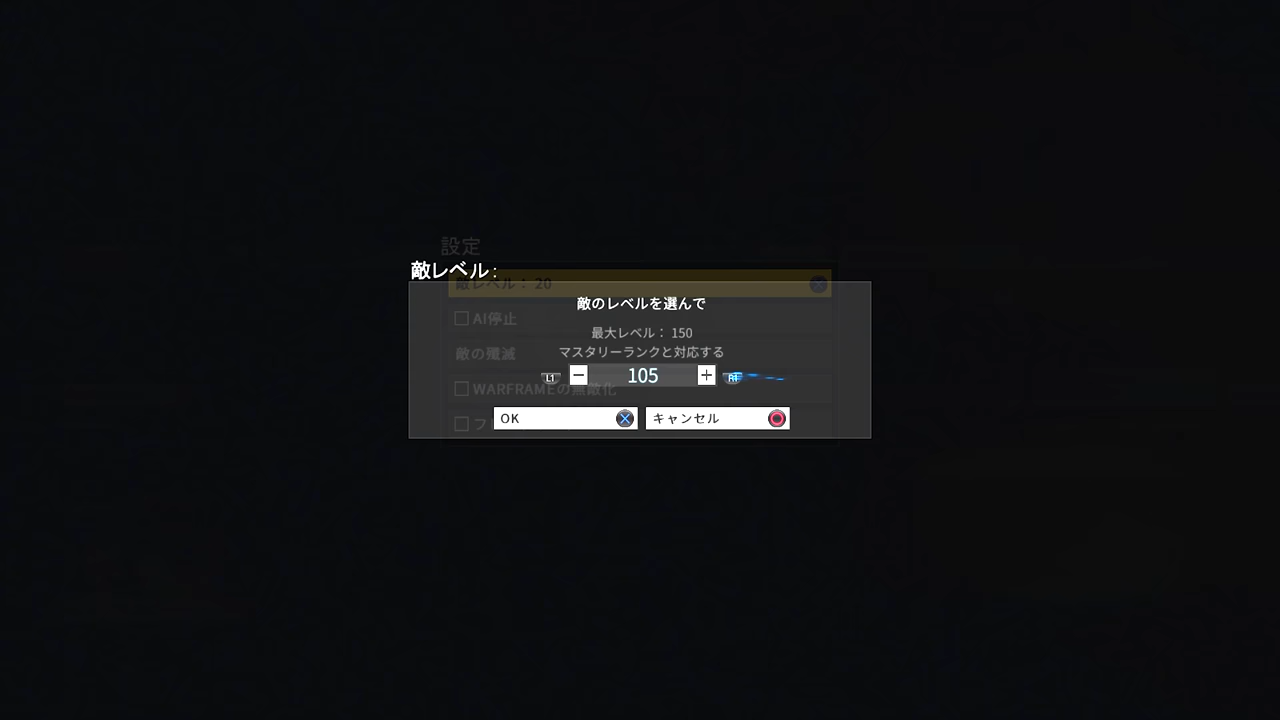 設定
敵レベル:
敵レベル： 20
敵のレベルを選んで
AI停止
最大レベル： 150
敵の殲滅
マスタリーランクと対応する
L1 − 105 + R1
WARFRAMEの無敵化
OK キャンセル
フ